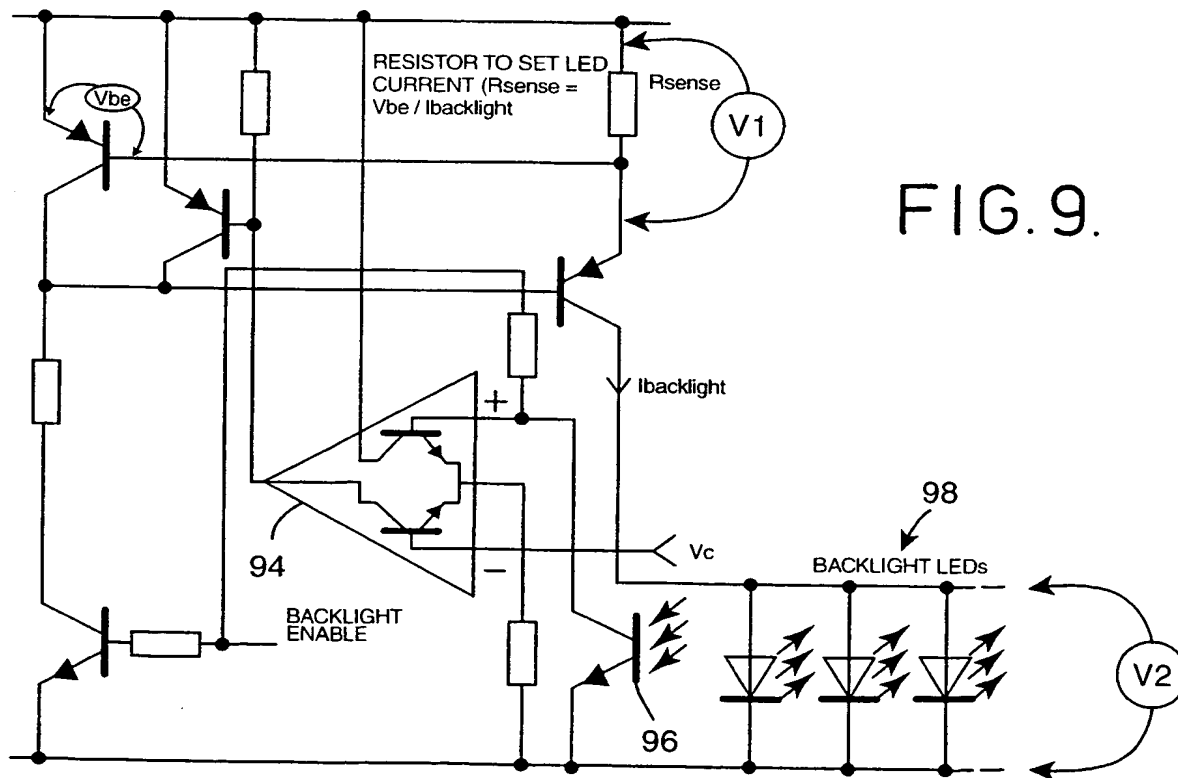 RESISTOR TO SET LED
CURRENT (Rsense =
Vbe / Ibacklight
Rsense
V1
Vbe
FIG. 9.
+
Ibacklight
98
94
Vc
BACKLIGHT LEDs
−
BACKLIGHT
ENABLE
V2
96